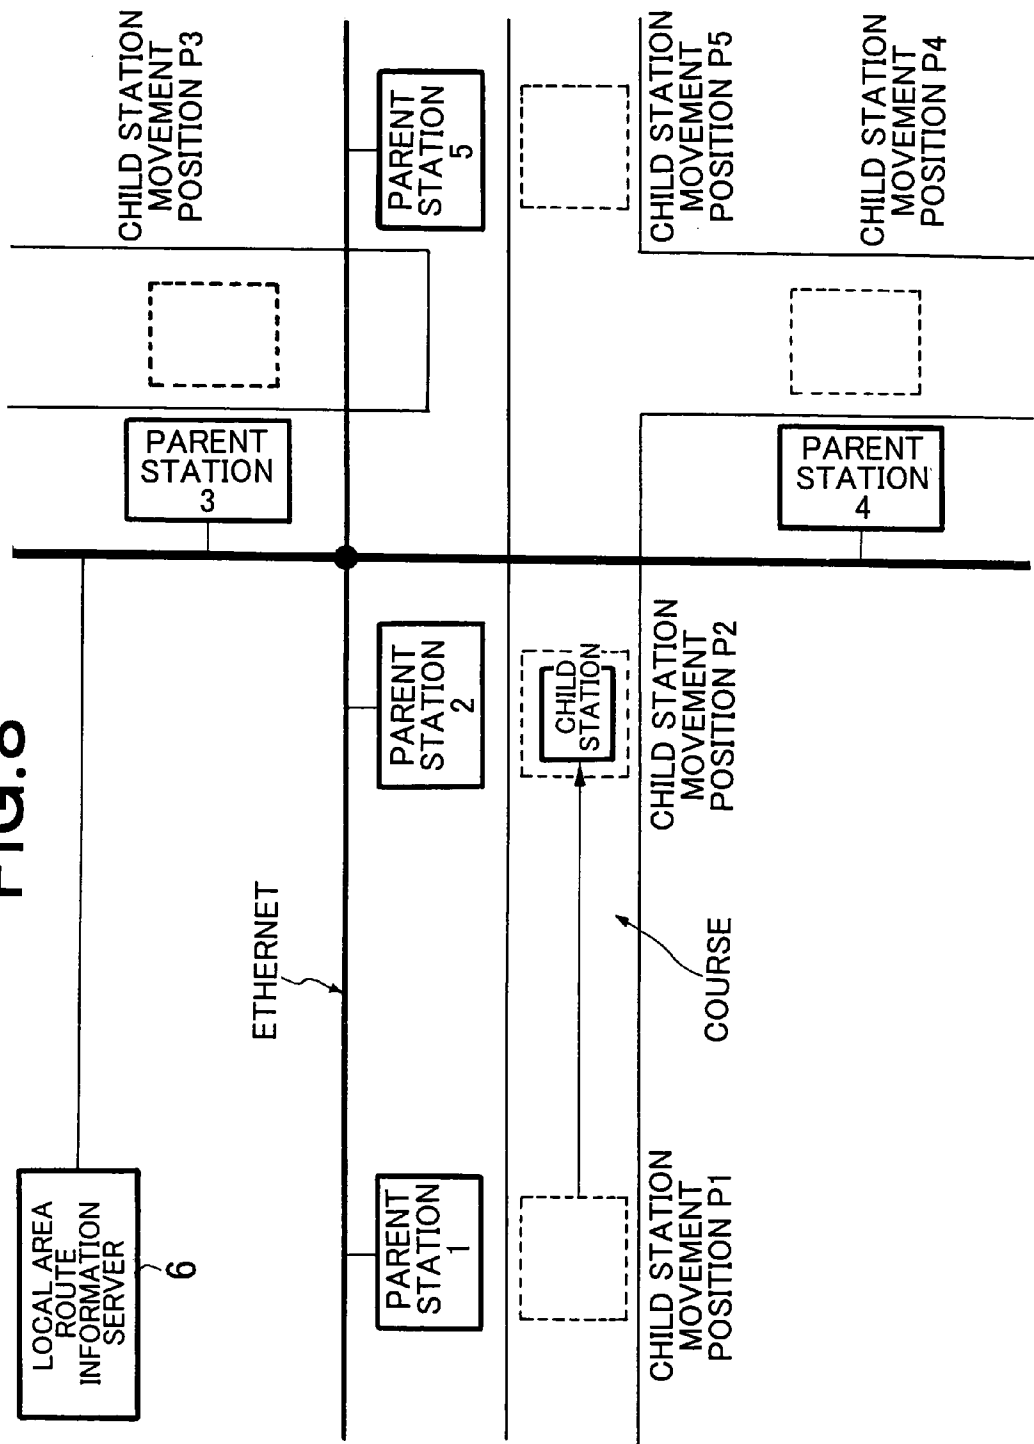 FIG.8
LOCAL AREA
ROUTE
INFORMATION
SERVER
6
ETHERNET
PARENT
STATION
1
PARENT
STATION
2
PARENT
STATION
3
PARENT
STATION
5
CHILD STATION
MOVEMENT
POSITION P3
CHILD
STATION
COURSE
CHILD STATION
MOVEMENT
POSITION P1
CHILD STATION
MOVEMENT
POSITION P2
PARENT
STATION
4
CHILD STATION
MOVEMENT
POSITION P5
CHILD STATION
MOVEMENT
POSITION P4